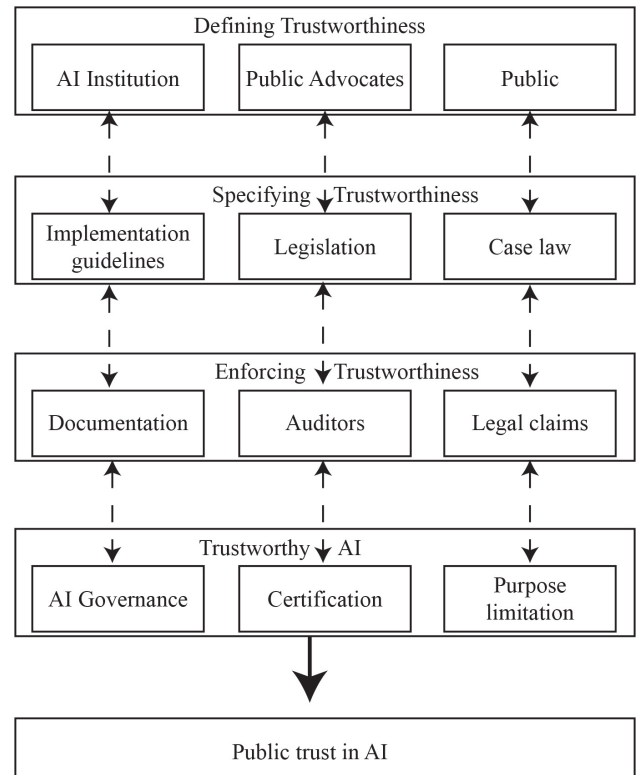 Defining Trustworthiness
AI Institution
Public Advocates
Public
Specifying Trustworthiness
Implementation
guidelines
Legislation
Case law
Enforcing Trustworthiness
Documentation
Auditors
Legal claims
Trustworthy AI
AI Governance
Certification
Purpose
limitation
Public trust in AI